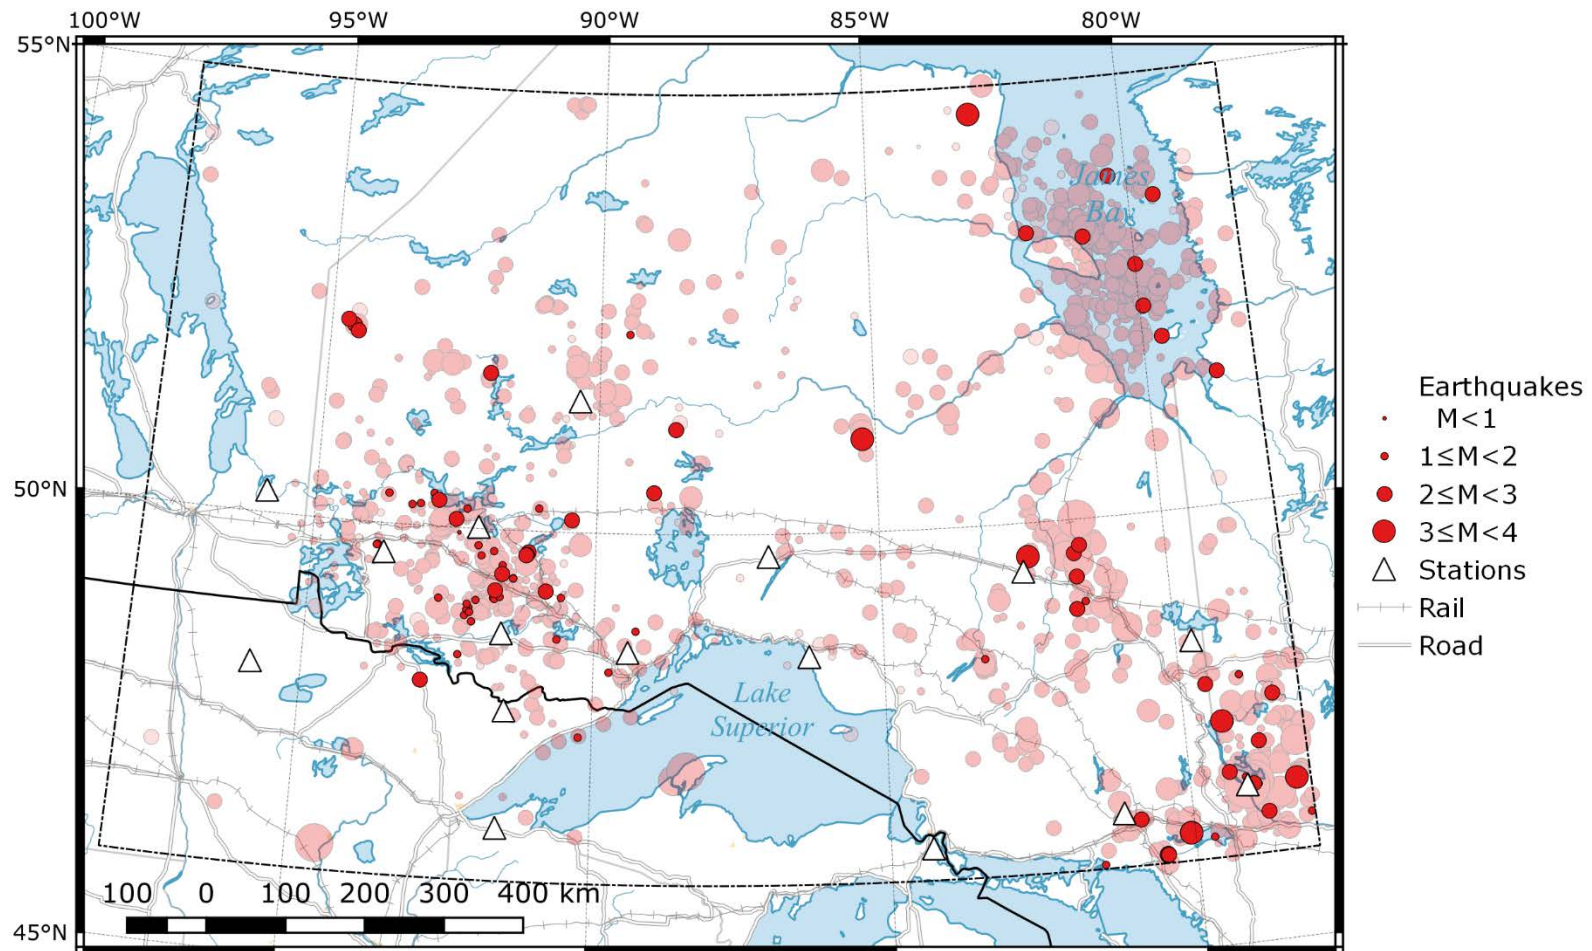 100°W 95°W 90°W 85°W 80°W
55°N
James
Bay
Earthquakes
M<1
1≤M<2
50°N
2≤M<3
3≤M<4
Stations
Rail
Road
Lake
Superior
100 0 100 200 300 400 km
45°N